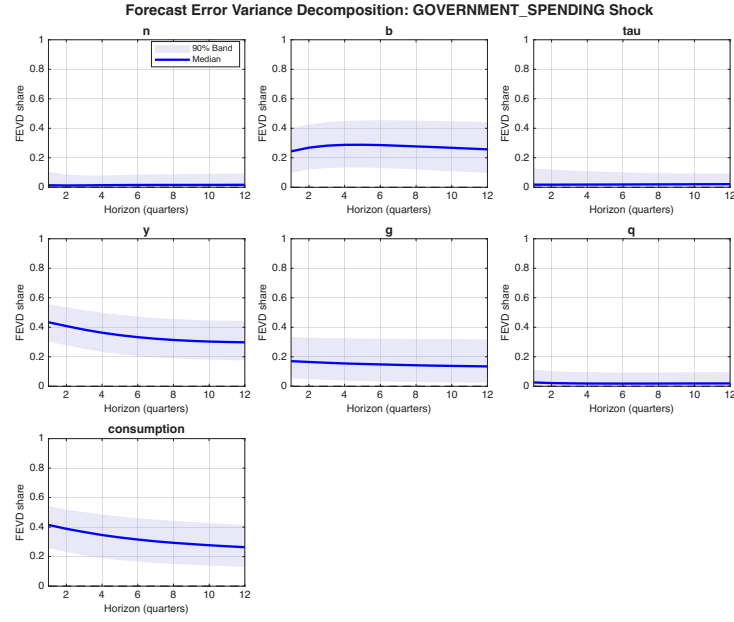 Forecast Error Variance Decomposition: GOVERNMENT_SPENDING Shock
n
1
0.8
0.6
0.4
0.2
0
FEVD share
90% Band
Median
2 4 6 8 10 12
Horizon (quarters)
b
1
0.8
0.6
0.4
0.2
0
FEVD share
2 4 6 8 10 12
Horizon (quarters)
tau
1
0.8
0.6
0.4
0.2
0
FEVD share
2 4 6 8 10 12
Horizon (quarters)
y
1
0.8
0.6
0.4
0.2
0
FEVD share
2 4 6 8 10 12
Horizon (quarters)
g
1
0.8
0.6
0.4
0.2
0
FEVD share
2 4 6 8 10 12
Horizon (quarters)
q
1
0.8
0.6
0.4
0.2
0
FEVD share
2 4 6 8 10 12
Horizon (quarters)
consumption
1
0.8
0.6
0.4
0.2
0
FEVD share
2 4 6 8 10 12
Horizon (quarters)